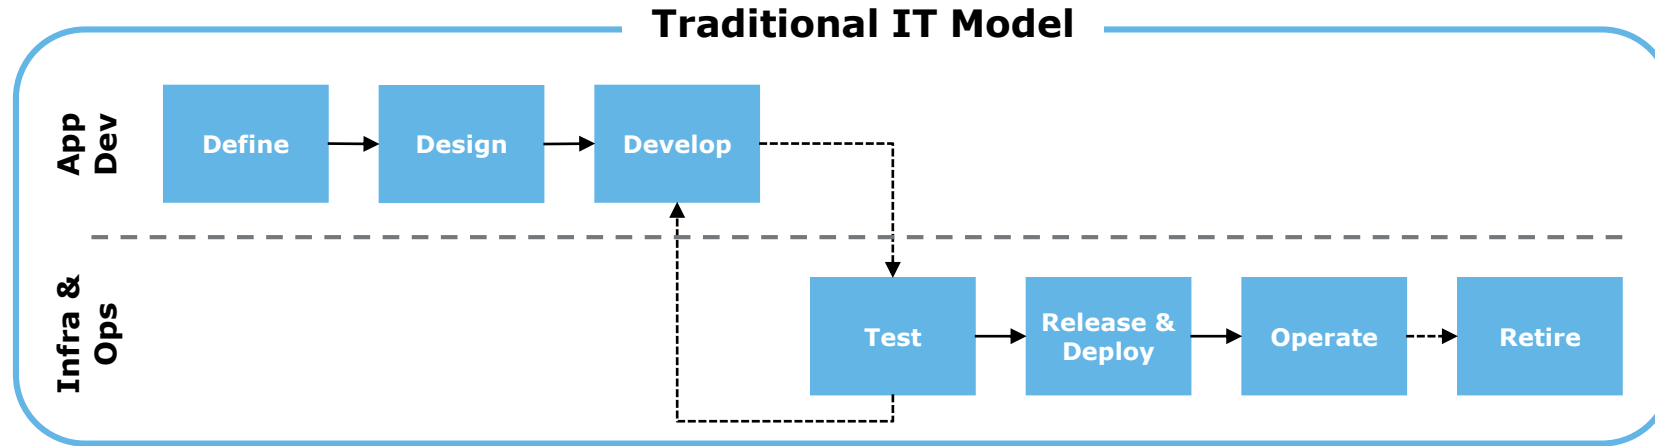 Traditional IT Model
App
Dev
Define
Design
Develop
Infra &
Ops
Test
Release &
Deploy
Operate
Retire